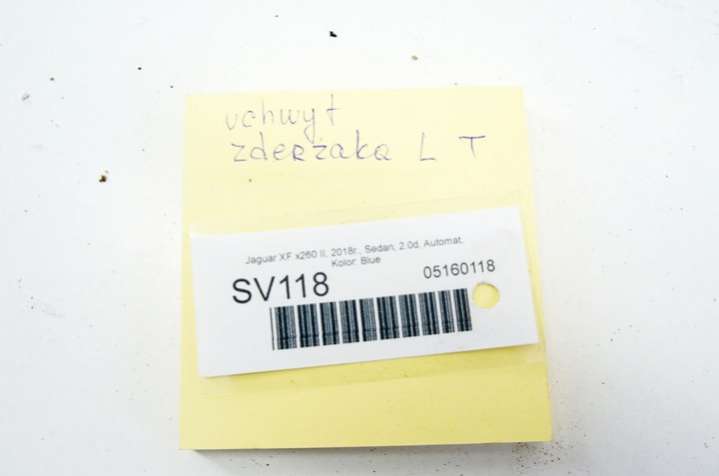 uchwyt
zderzaka L T
Jaguar XF x260 II, 2018r., Sedan, 2.0d, Automat.
Kolor: Blue
SV118
05160118